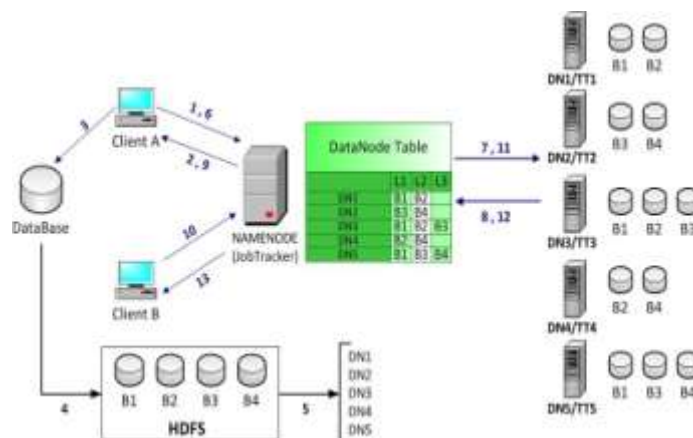 B1 B2
DN1/TT1
3
1, 6
Client A
2, 9
DataNode Table
7, 11
B3 B4
DN2/TT2
L1 L2 L3
DN1 B1 B2
DN2 B3 B4
DN3 B1 B2 B3
DN4 B2 B4
DN5 B1 B3 B4
8, 12
DataBase
10
NAMENODE
(JobTracker)
B1 B2 B3
DN3/TT3
13
Client B
B2 B4
DN4/TT4
4
B1 B2 B3 B4
HDFS
5
DN1
DN2
DN3
DN4
DN5
B1 B3 B4
DN5/TT5